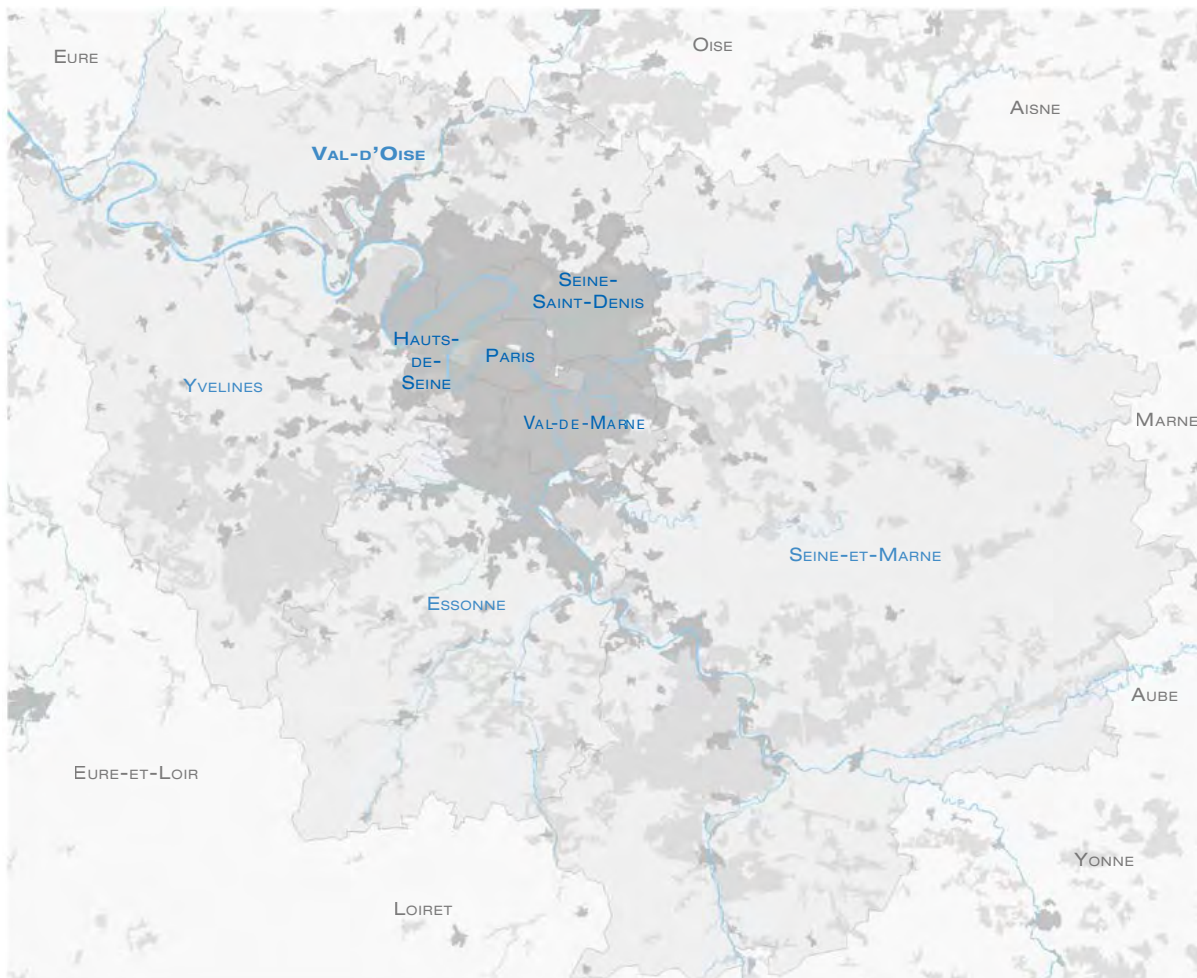 Eure
Oise
Aisne
Val-d'Oise
Seine-
Saint-Denis
Hauts-
de-
Seine
Paris
Yvelines
Val-de-Marne
Marne
Seine-et-Marne
Essonne
Aube
Eure-et-Loir
Yonne
Loiret